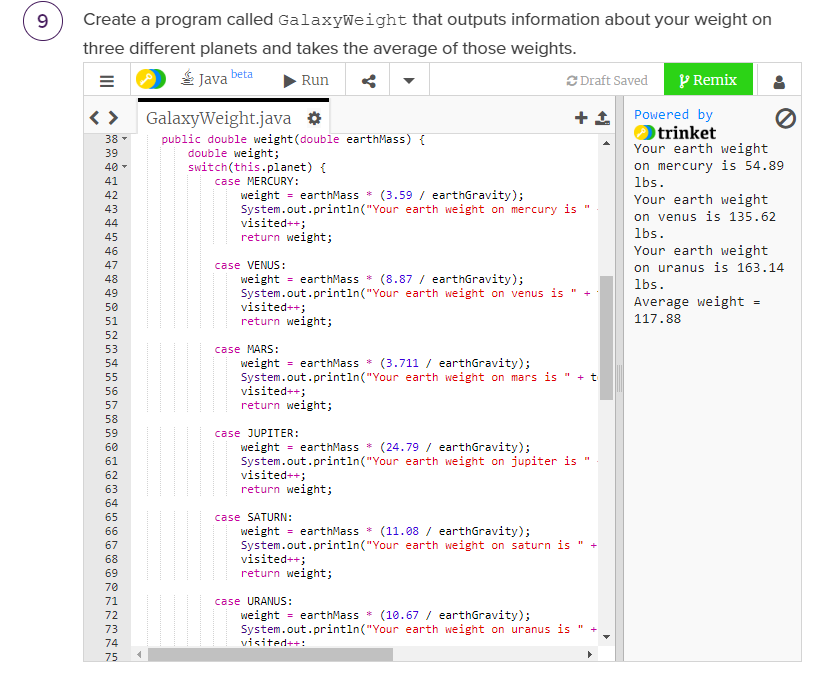 9 Create a program called GalaxyWeight that outputs information about your weight on
three different planets and takes the average of those weights.
Java beta Run Draft Saved Remix
GalaxyWeight.java
38 public double weight(double earthMass) {
39 double weight;
40 switch(this.planet) {
41 case MERCURY:
42 weight = earthMass * (3.59 / earthGravity);
43 System.out.println("Your earth weight on mercury is "
44 visited++;
45 return weight;
46
47 case VENUS:
48 weight = earthMass * (8.87 / earthGravity);
49 System.out.println("Your earth weight on venus is " +
50 visited++;
51 return weight;
52
53 case MARS:
54 weight = earthMass * (3.711 / earthGravity);
55 System.out.println("Your earth weight on mars is " + t
56 visited++;
57 return weight;
58
59 case JUPITER:
60 weight = earthMass * (24.79 / earthGravity);
61 System.out.println("Your earth weight on jupiter is "
62 visited++;
63 return weight;
64
65 case SATURN:
66 weight = earthMass * (11.08 / earthGravity);
67 System.out.println("Your earth weight on saturn is " +
68 visited++;
69 return weight;
70
71 case URANUS:
72 weight = earthMass * (10.67 / earthGravity);
73 System.out.println("Your earth weight on uranus is " +
74 visited++;
75
Powered by
trinket
Your earth weight
on mercury is 54.89
lbs.
Your earth weight
on venus is 135.62
lbs.
Your earth weight
on uranus is 163.14
lbs.
Average weight =
117.88